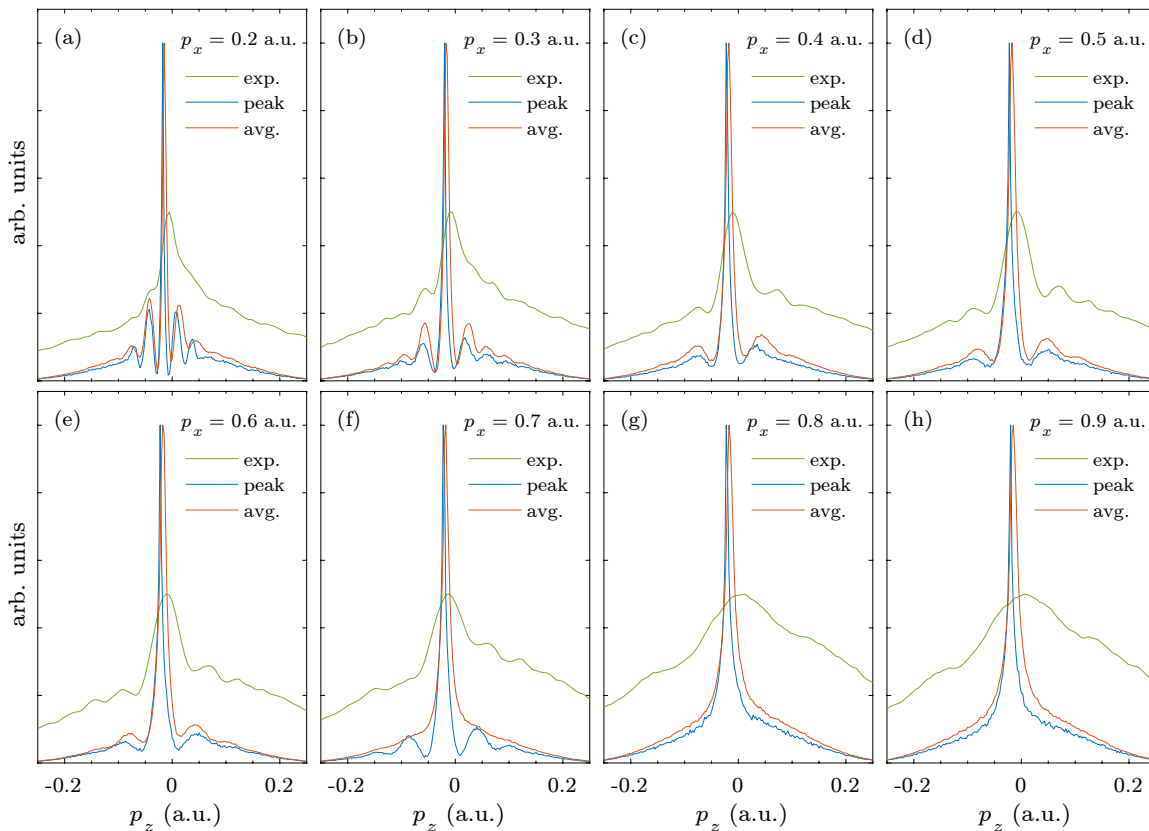 (a) p_x = 0.2 a.u.
exp.
peak
avg.
(b) p_x = 0.3 a.u.
exp.
peak
avg.
(c) p_x = 0.4 a.u.
exp.
peak
avg.
(d) p_x = 0.5 a.u.
exp.
peak
avg.
arb. units
(e) p_x = 0.6 a.u.
exp.
peak
avg.
(f) p_x = 0.7 a.u.
exp.
peak
avg.
(g) p_x = 0.8 a.u.
exp.
peak
avg.
(h) p_x = 0.9 a.u.
exp.
peak
avg.
arb. units
-0.2 0 0.2
-0.2 0 0.2
-0.2 0 0.2
-0.2 0 0.2
p_z (a.u.)
p_z (a.u.)
p_z (a.u.)
p_z (a.u.)